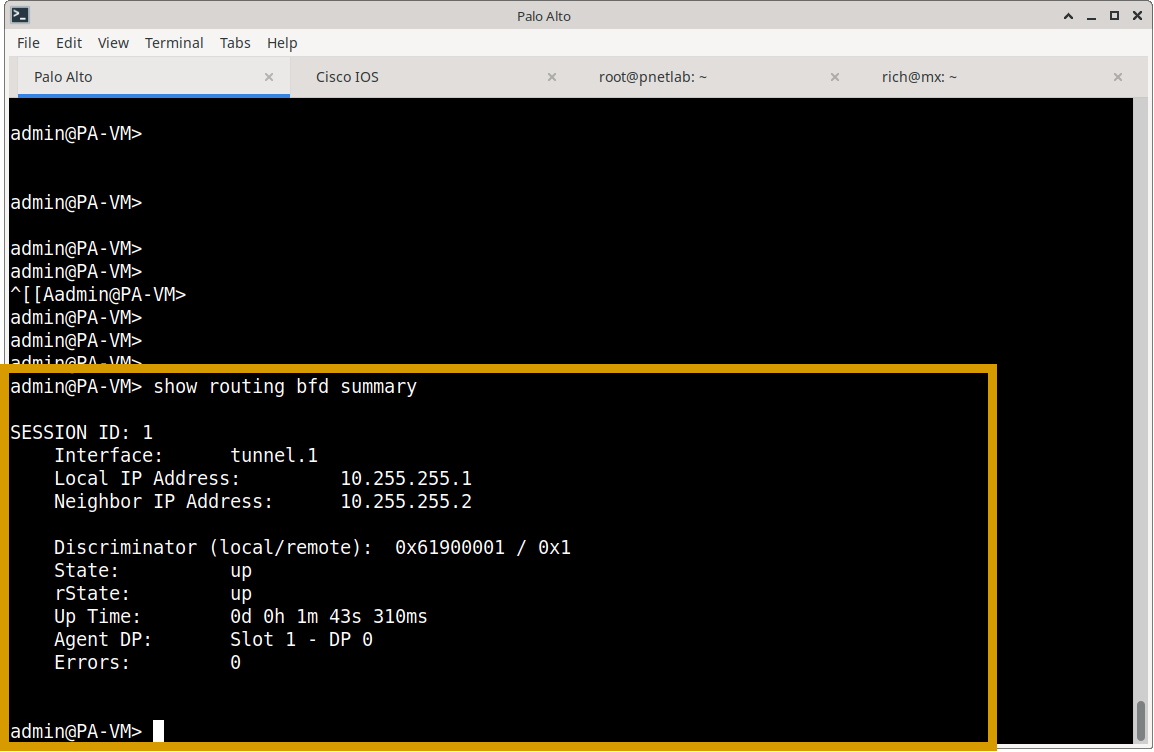 Palo Alto
File Edit View Terminal Tabs Help
Palo Alto Cisco IOS root@pnetlab: ~ rich@mx: ~
admin@PA-VM>
admin@PA-VM>
admin@PA-VM>
admin@PA-VM>
^[[Aadmin@PA-VM>
admin@PA-VM>
admin@PA-VM>
admin@PA-VM>
admin@PA-VM> show routing bfd summary
SESSION ID: 1
Interface: tunnel.1
Local IP Address: 10.255.255.1
Neighbor IP Address: 10.255.255.2
Discriminator (local/remote): 0x61900001 / 0x1
State: up
rState: up
Up Time: 0d 0h 1m 43s 310ms
Agent DP: Slot 1 - DP 0
Errors: 0
admin@PA-VM>